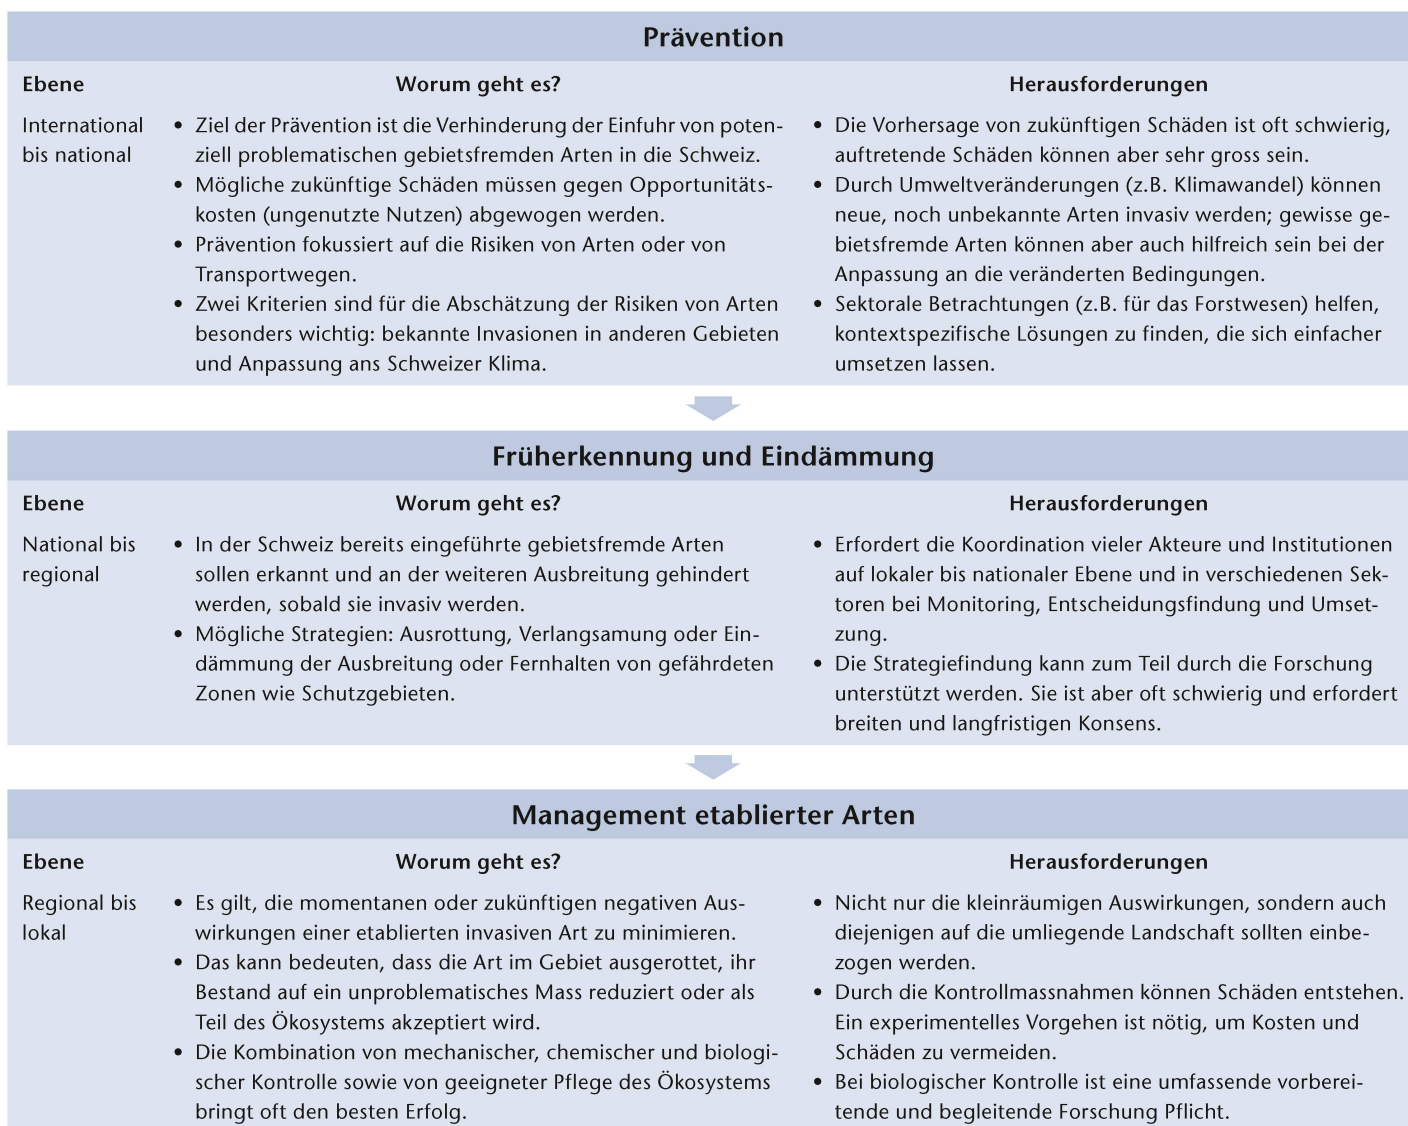 Prävention
Ebene
Worum geht es?
Herausforderungen
International
bis national
• Ziel der Prävention ist die Verhinderung der Einfuhr von poten-
ziell problematischen gebietsfremden Arten in die Schweiz.
• Mögliche zukünftige Schäden müssen gegen Opportunitäts-
kosten (ungenutzte Nutzen) abgewogen werden.
• Prävention fokussiert auf die Risiken von Arten oder von
Transportwegen.
• Zwei Kriterien sind für die Abschätzung der Risiken von Arten
besonders wichtig: bekannte Invasionen in anderen Gebieten
und Anpassung ans Schweizer Klima.
• Die Vorhersage von zukünftigen Schäden ist oft schwierig,
auftretende Schäden können aber sehr gross sein.
• Durch Umweltveränderungen (z.B. Klimawandel) können
neue, noch unbekannte Arten invasiv werden; gewisse ge-
bietsfremde Arten können aber auch hilfreich sein bei der
Anpassung an die veränderten Bedingungen.
• Sektorale Betrachtungen (z.B. für das Forstwesen) helfen,
kontextspezifische Lösungen zu finden, die sich einfacher
umsetzen lassen.
Früherkennung und Eindämmung
Ebene
Worum geht es?
Herausforderungen
National bis
regional
• In der Schweiz bereits eingeführte gebietsfremde Arten
sollen erkannt und an der weiteren Ausbreitung gehindert
werden, sobald sie invasiv werden.
• Mögliche Strategien: Ausrottung, Verlangsamung oder Ein-
dämmung der Ausbreitung oder Fernhalten von gefährdeten
Zonen wie Schutzgebieten.
• Erfordert die Koordination vieler Akteure und Institutionen
auf lokaler bis nationaler Ebene und in verschiedenen Sek-
toren bei Monitoring, Entscheidungsfindung und Umset-
zung.
• Die Strategiefindung kann zum Teil durch die Forschung
unterstützt werden. Sie ist aber oft schwierig und erfordert
breiten und langfristigen Konsens.
Management etablierter Arten
Ebene
Worum geht es?
Herausforderungen
Regional bis
lokal
• Es gilt, die momentanen oder zukünftigen negativen Aus-
wirkungen einer etablierten invasiven Art zu minimieren.
• Das kann bedeuten, dass die Art im Gebiet ausgerottet, ihr
Bestand auf ein unproblematisches Mass reduziert oder als
Teil des Ökosystems akzeptiert wird.
• Die Kombination von mechanischer, chemischer und biologi-
scher Kontrolle sowie von geeigneter Pflege des Ökosystems
bringt oft den besten Erfolg.
• Nicht nur die kleinräumigen Auswirkungen, sondern auch
diejenigen auf die umliegende Landschaft sollten einbe-
zogen werden.
• Durch die Kontrollmassnahmen können Schäden entstehen.
Ein experimentelles Vorgehen ist nötig, um Kosten und
Schäden zu vermeiden.
• Bei biologischer Kontrolle ist eine umfassende vorberei-
tende und begleitende Forschung Pflicht.